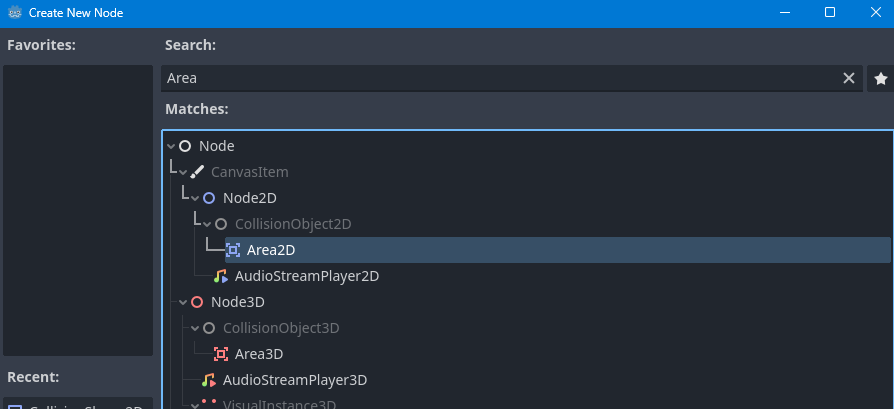 Create New Node
Favorites:
Search:
Area
Matches:
Node
CanvasItem
Node2D
CollisionObject2D
Area2D
AudioStreamPlayer2D
Node3D
CollisionObject3D
Area3D
AudioStreamPlayer3D
VisualInstance3D
Recent:
CollisionShape2D